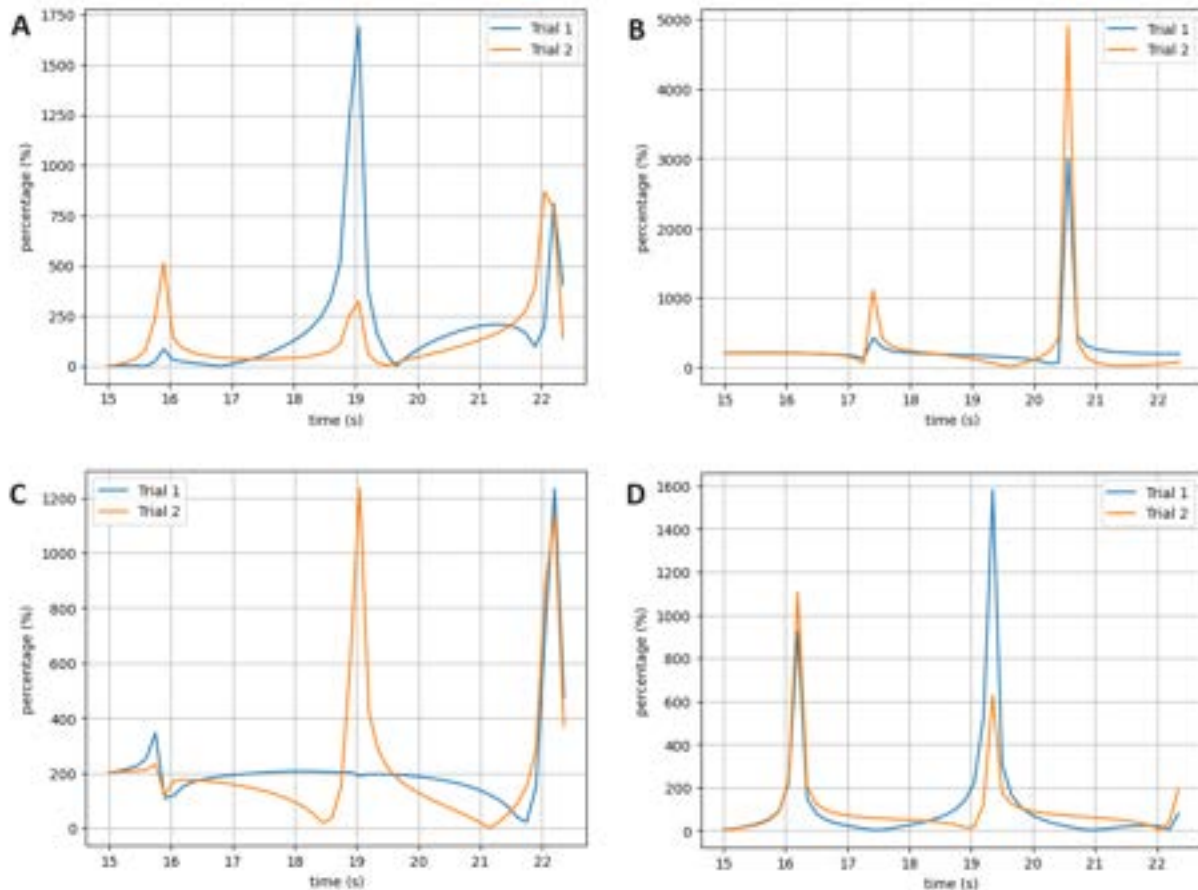 A
percentage (%)
1750
1500
1250
1000
750
500
250
0
Trial 1
Trial 2
15 16 17 18 19 20 21 22
time (s)
B
percentage (%)
5000
4000
3000
2000
1000
0
Trial 1
Trial 2
15 16 17 18 19 20 21 22
time (s)
C
percentage (%)
1200
1000
800
600
400
200
0
Trial 1
Trial 2
15 16 17 18 19 20 21 22
time (s)
D
percentage (%)
1600
1400
1200
1000
800
600
400
200
0
Trial 1
Trial 2
15 16 17 18 19 20 21 22
time (s)